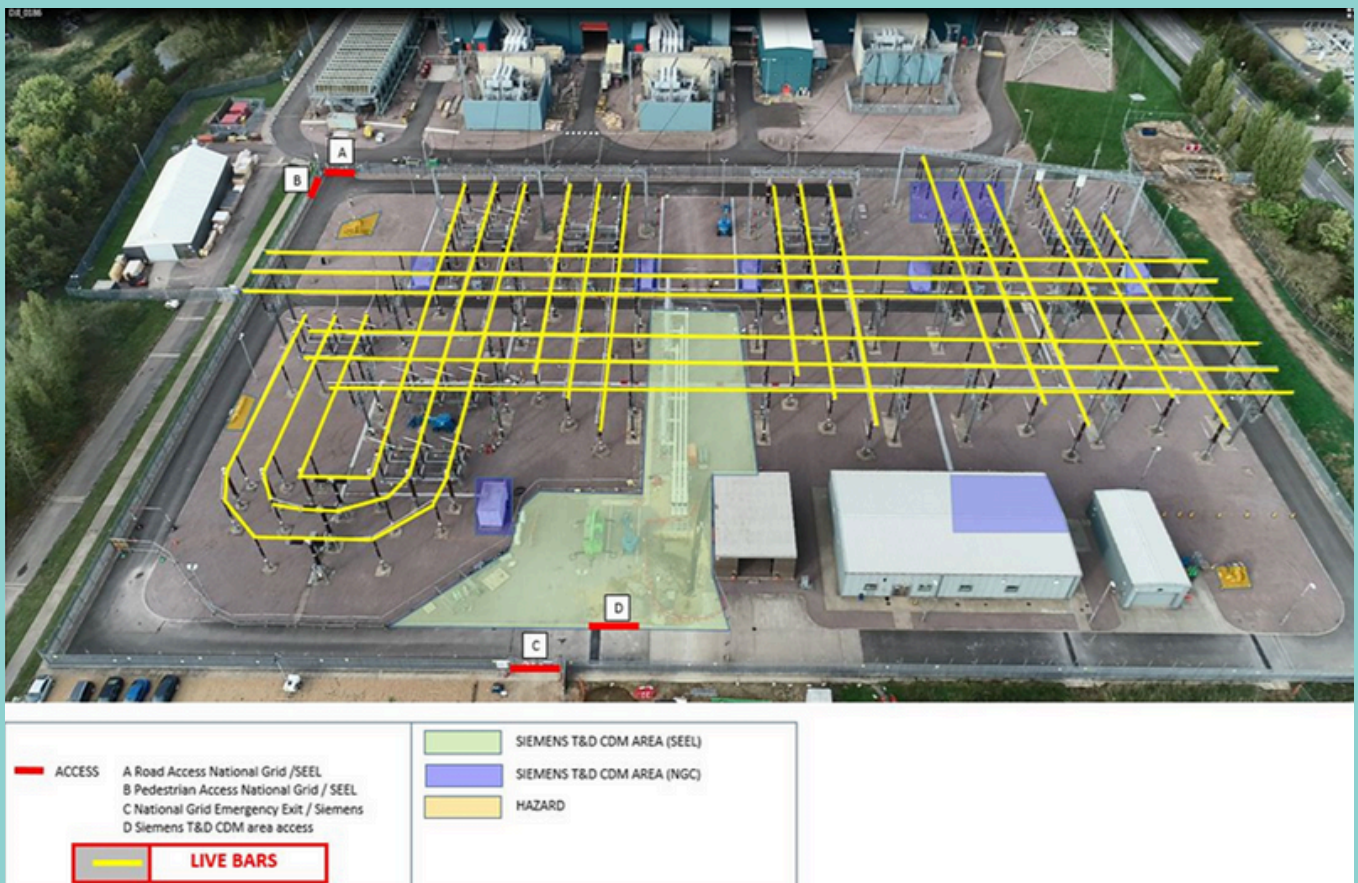 DJI_0186
A
B
D
C
ACCESS
A Road Access National Grid /SEEL
B Pedestrian Access National Grid / SEEL
C National Grid Emergency Exit / Siemens
D Siemens T&D CDM area access
LIVE BARS
SIEMENS T&D CDM AREA (SEEL)
SIEMENS T&D CDM AREA (NGC)
HAZARD